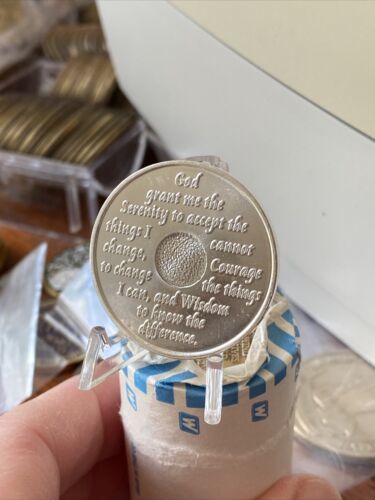 God
grant me the
Serenity to accept the
things I cannot
change, Courage
to change the things
I can, and Wisdom
to know the
difference.
W
W